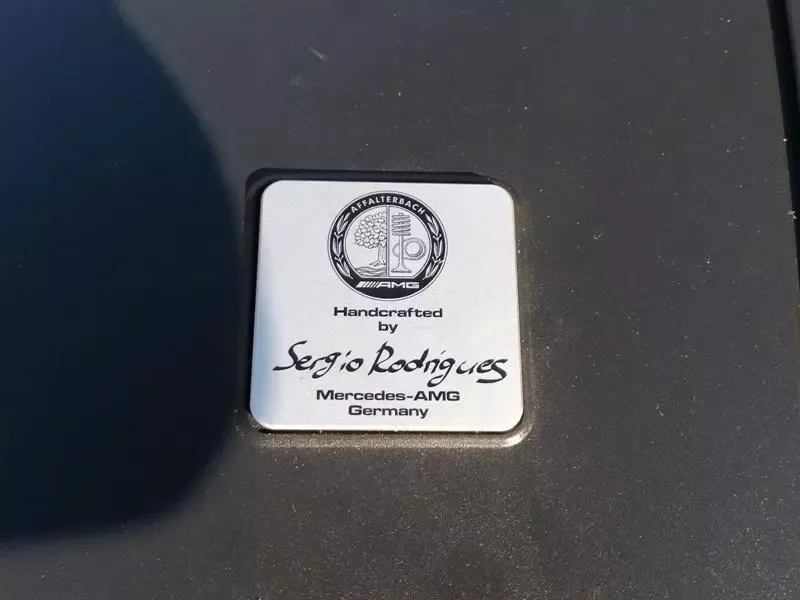 AFFALTERBACH
AMG
Handcrafted
by
Sergio Rodrigues
Mercedes-AMG
Germany